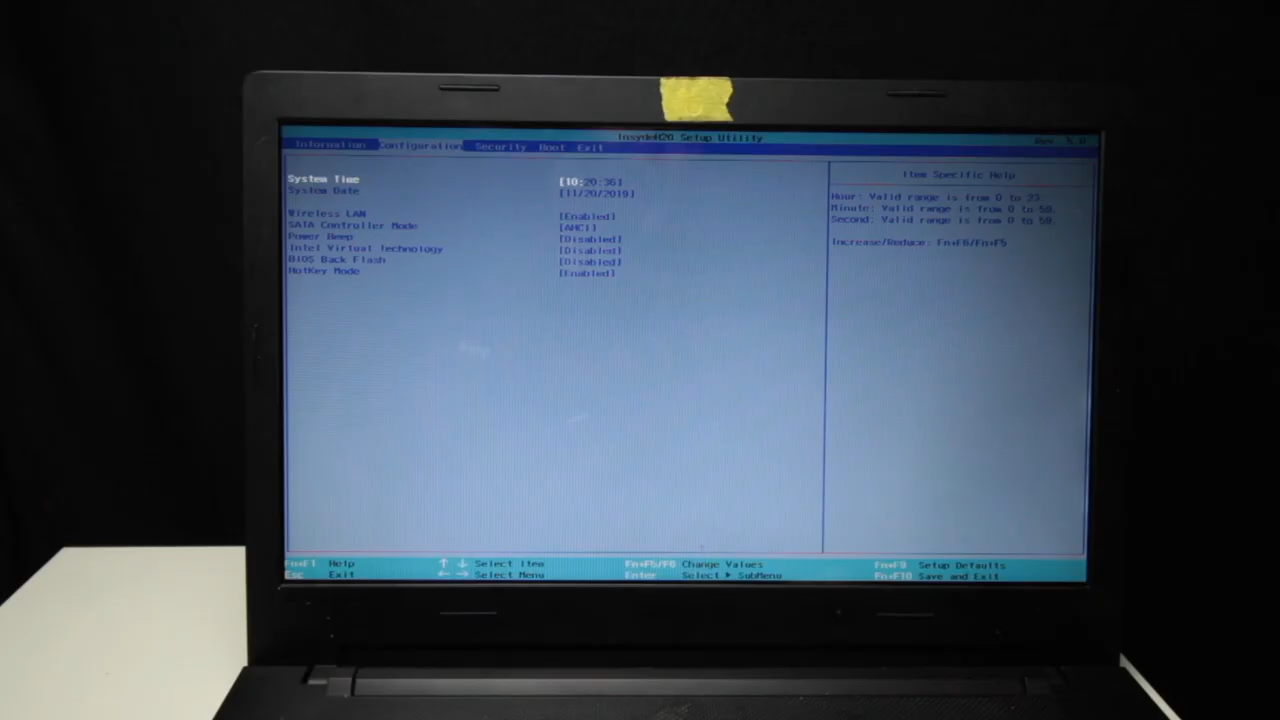 InsydeH20 Setup Utility Rev. 5.0
Information Configuration Security Boot Exit
System Time [10:20:36]
System Date [11/20/2019]
Wireless LAN [Enabled]
SATA Controller Mode [AHCI]
Power Beep [Disabled]
Intel Virtual Technology [Disabled]
BIOS Back Flash [Disabled]
HotKey Mode [Enabled]
Item Specific Help
Hour: Valid range is from 0 to 23.
Minute: Valid range is from 0 to 59.
Second: Valid range is from 0 to 59.
Increase/Reduce: Fn+F6/Fn+F5
Fn+F1 Help ↑ ↓ Select Item Fn+F5/F6 Change Values Fn+F9 Setup Defaults
Esc Exit ← → Select Menu Enter Select ▶ SubMenu Fn+F10 Save and Exit